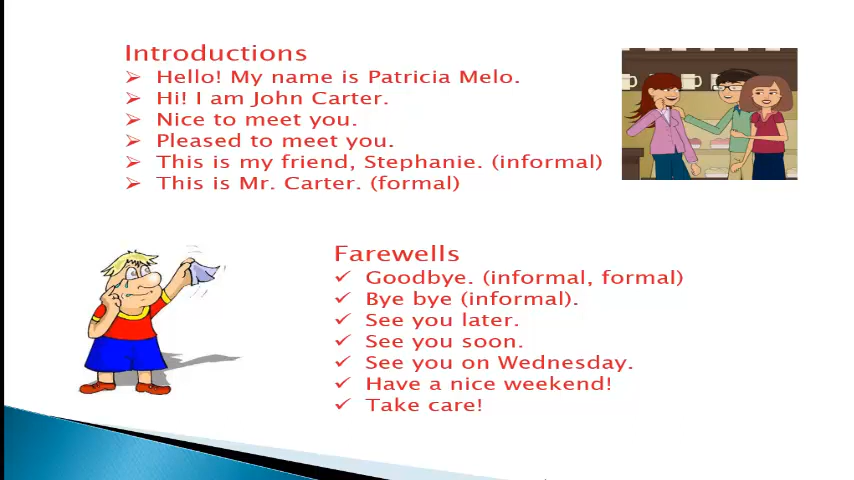 Introductions
Hello! My name is Patricia Melo.
Hi! I am John Carter.
Nice to meet you.
Pleased to meet you.
This is my friend, Stephanie. (informal)
This is Mr. Carter. (formal)
Farewells
Goodbye. (informal, formal)
Bye bye (informal).
See you later.
See you soon.
See you on Wednesday.
Have a nice weekend!
Take care!